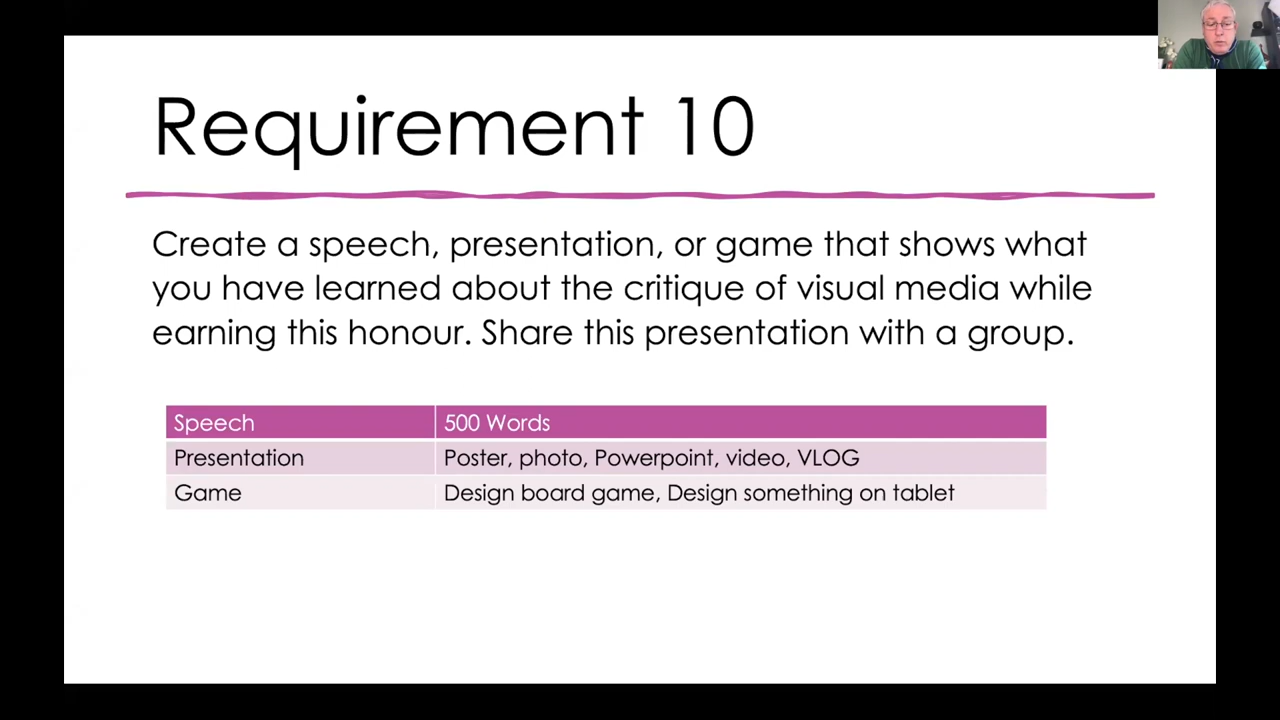 Requirement 10
Create a speech, presentation, or game that shows what
you have learned about the critique of visual media while
earning this honour. Share this presentation with a group.
Speech 500 Words
Presentation Poster, photo, Powerpoint, video, VLOG
Game Design board game, Design something on tablet